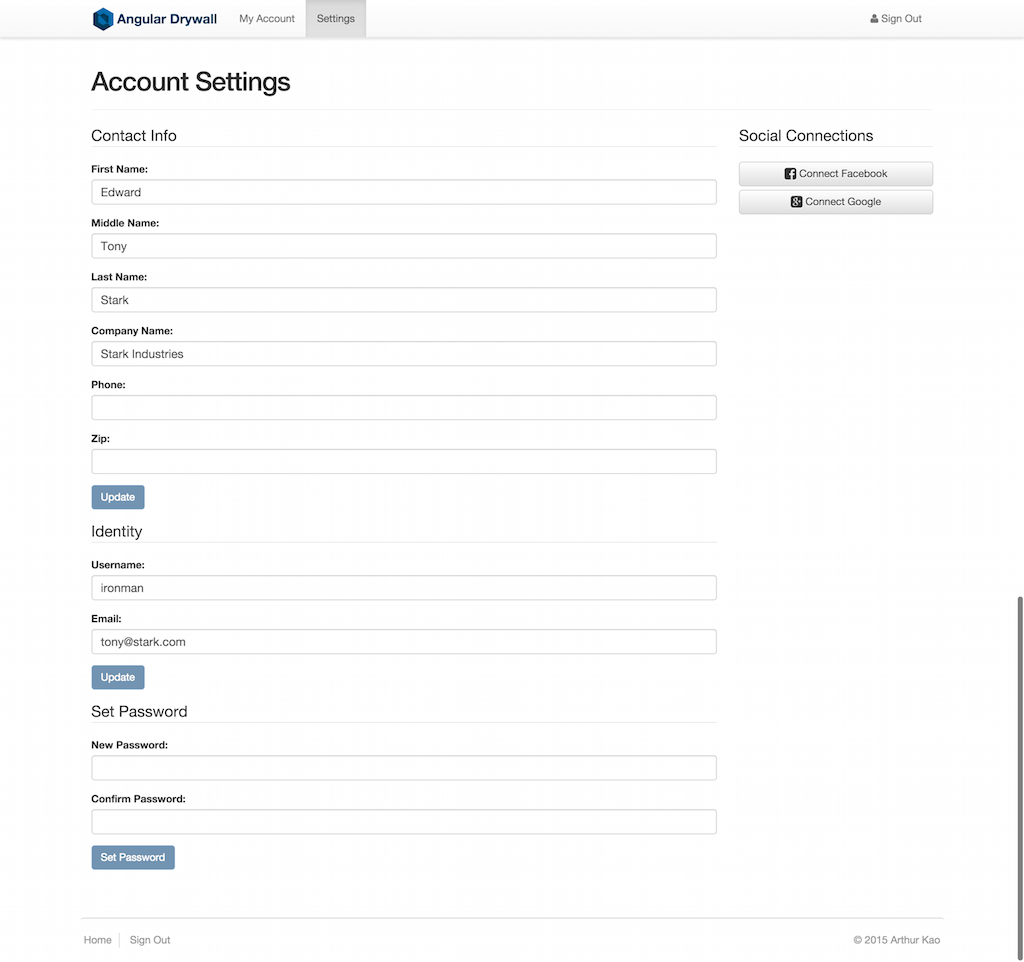 Angular Drywall My Account Settings Sign Out
Account Settings
Contact Info
First Name:
Edward
Middle Name:
Tony
Last Name:
Stark
Company Name:
Stark Industries
Phone:
Zip:
Update
Identity
Username:
ironman
Email:
tony@stark.com
Update
Set Password
New Password:
Confirm Password:
Set Password
Social Connections
Connect Facebook
Connect Google
Home Sign Out © 2015 Arthur Kao